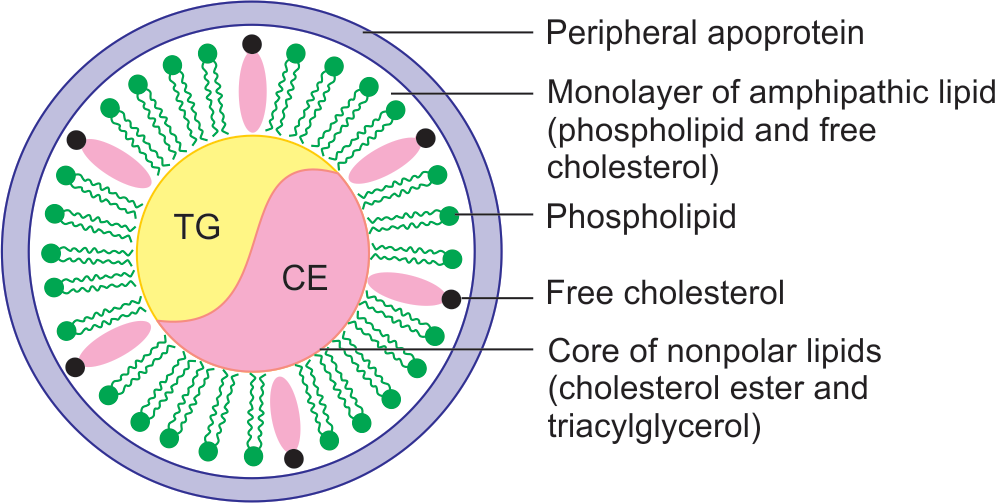 Peripheral apoprotein
Monolayer of amphipathic lipid
(phospholipid and free
cholesterol)
TG
Phospholipid
CE
Free cholesterol
Core of nonpolar lipids
(cholesterol ester and
triacylglycerol)